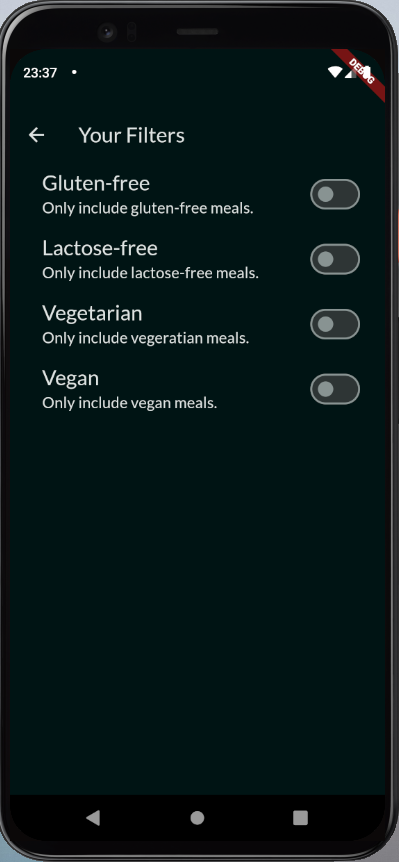 23:37
DEBUG
Your Filters
Gluten-free
Only include gluten-free meals.
Lactose-free
Only include lactose-free meals.
Vegetarian
Only include vegeratian meals.
Vegan
Only include vegan meals.